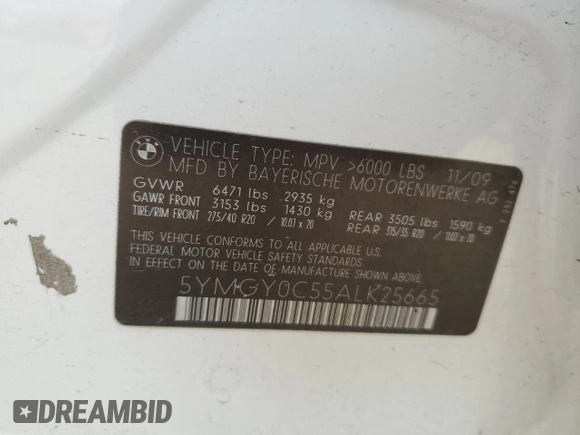 BMW
VEHICLE TYPE: MPV >6000 LBS 11/09
MFD BY BAYERISCHE MOTORENWERKE AG
GVWR 6471 lbs 2935 kg
GAWR FRONT 3153 lbs 1430 kg REAR 3505 lbs 1590 kg
TIRE/RIM FRONT 275/40 R20 / 10.0J x 20 REAR 315/35 R20 / 11.0J x 20
THIS VEHICLE CONFORMS TO ALL APPLICABLE U.S.
FEDERAL MOTOR VEHICLE SAFETY STANDARDS IN
EFFECT ON THE DATE OF MANUFACTURE SHOWN ABOVE.
5YMGY0C55ALK25665
DREAMBID